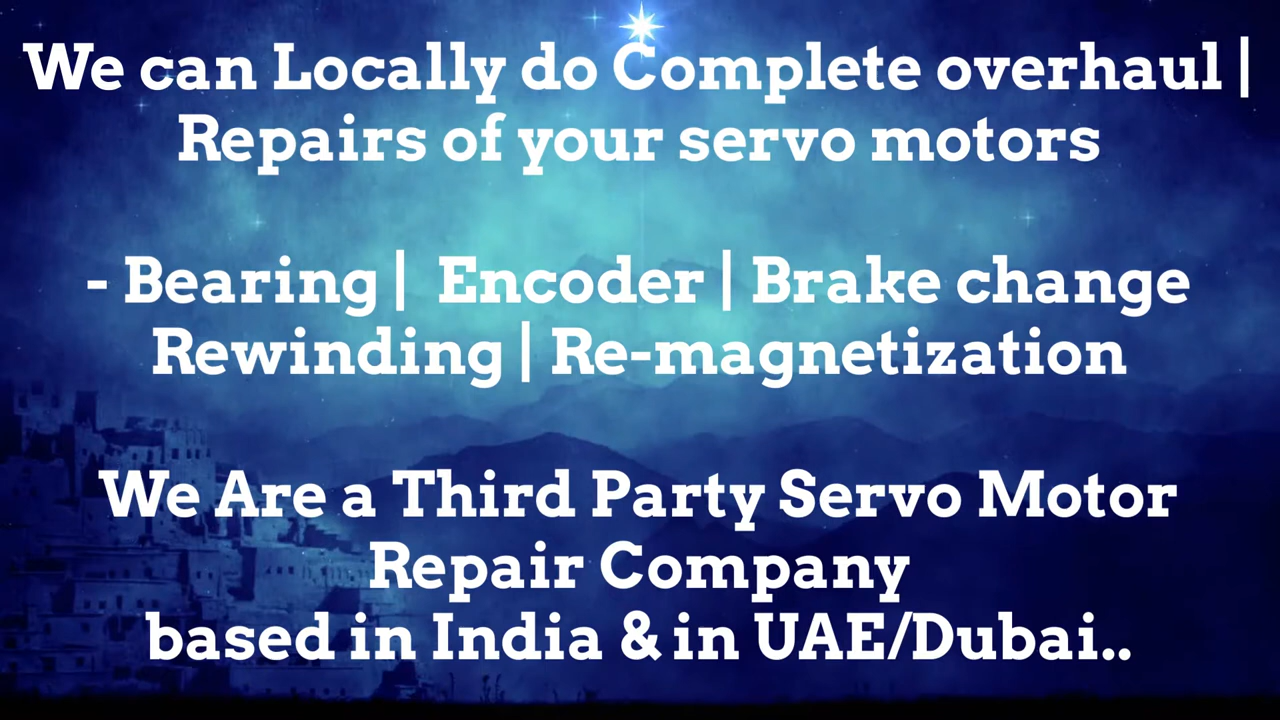 We can Locally do Complete overhaul |
Repairs of your servo motors
- Bearing | Encoder | Brake change
Rewinding | Re-magnetization
We Are a Third Party Servo Motor
Repair Company
based in India & in UAE/Dubai..